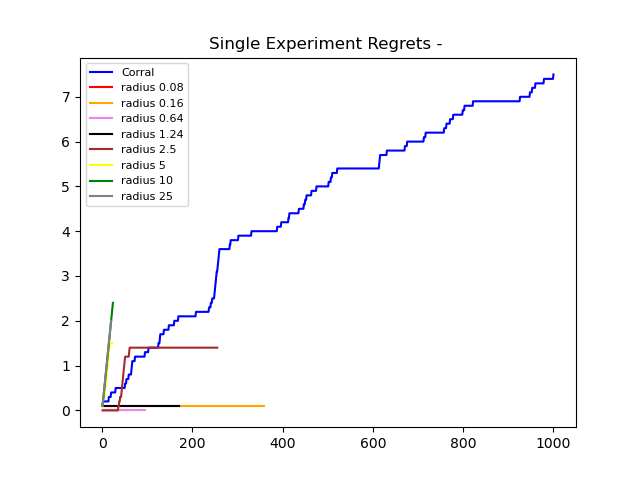 Single Experiment Regrets -
Corral
radius 0.08
radius 0.16
radius 0.64
radius 1.24
radius 2.5
radius 5
radius 10
radius 25
7
6
5
4
3
2
1
0
0 200 400 600 800 1000